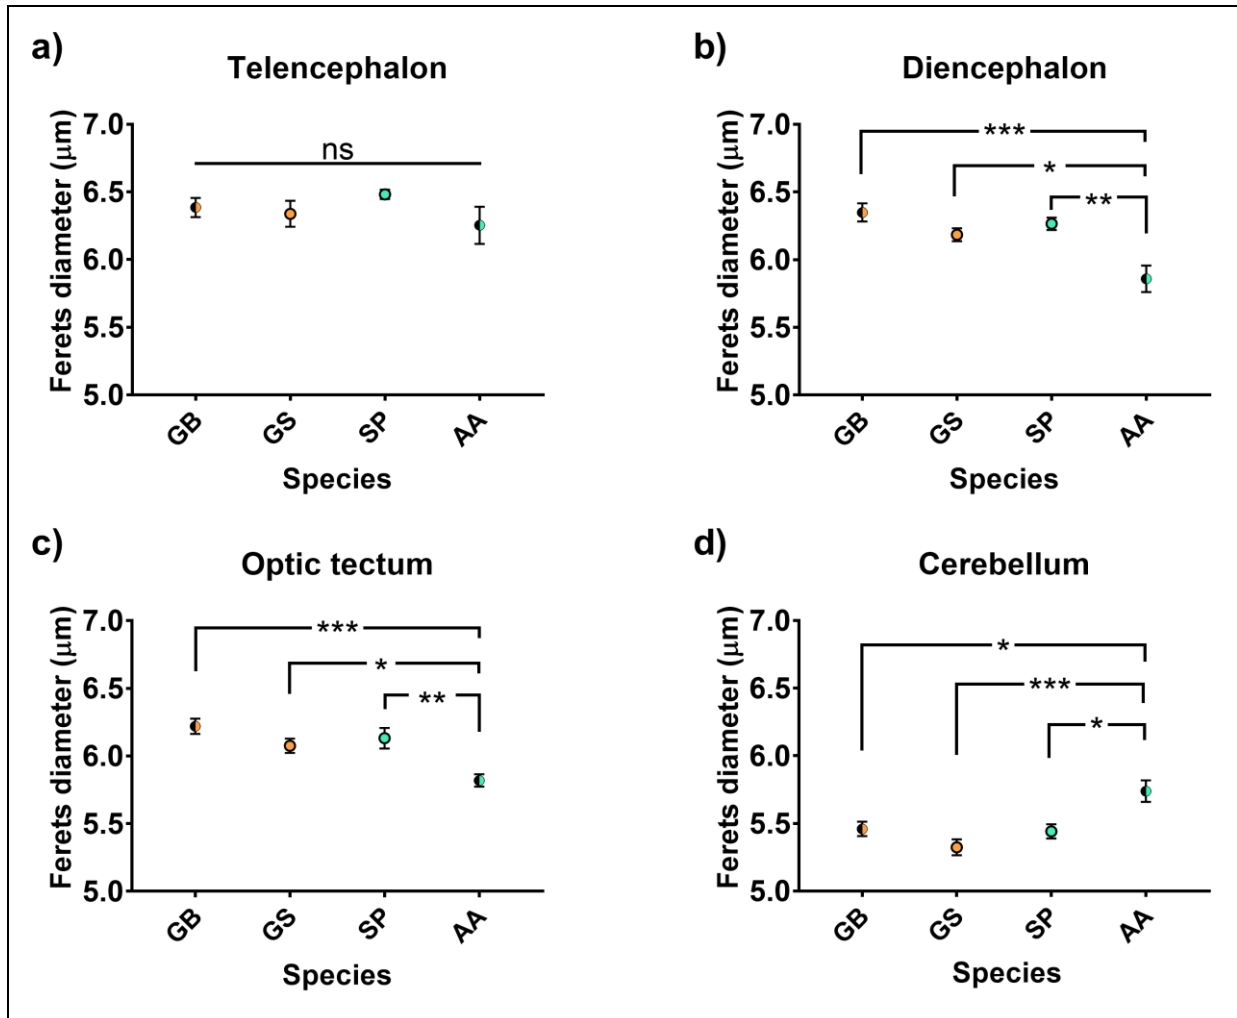 a)
Telencephalon
Ferets diameter (μm)
7.0
6.5
6.0
5.5
5.0
ns
GB
GS
SP
AA
Species
b)
Diencephalon
Ferets diameter (μm)
7.0
6.5
6.0
5.5
5.0
***
*
**
GB
GS
SP
AA
Species
c)
Optic tectum
Ferets diameter (μm)
7.0
6.5
6.0
5.5
5.0
***
*
**
GB
GS
SP
AA
Species
d)
Cerebellum
Ferets diameter (μm)
7.0
6.5
6.0
5.5
5.0
*
***
*
GB
GS
SP
AA
Species